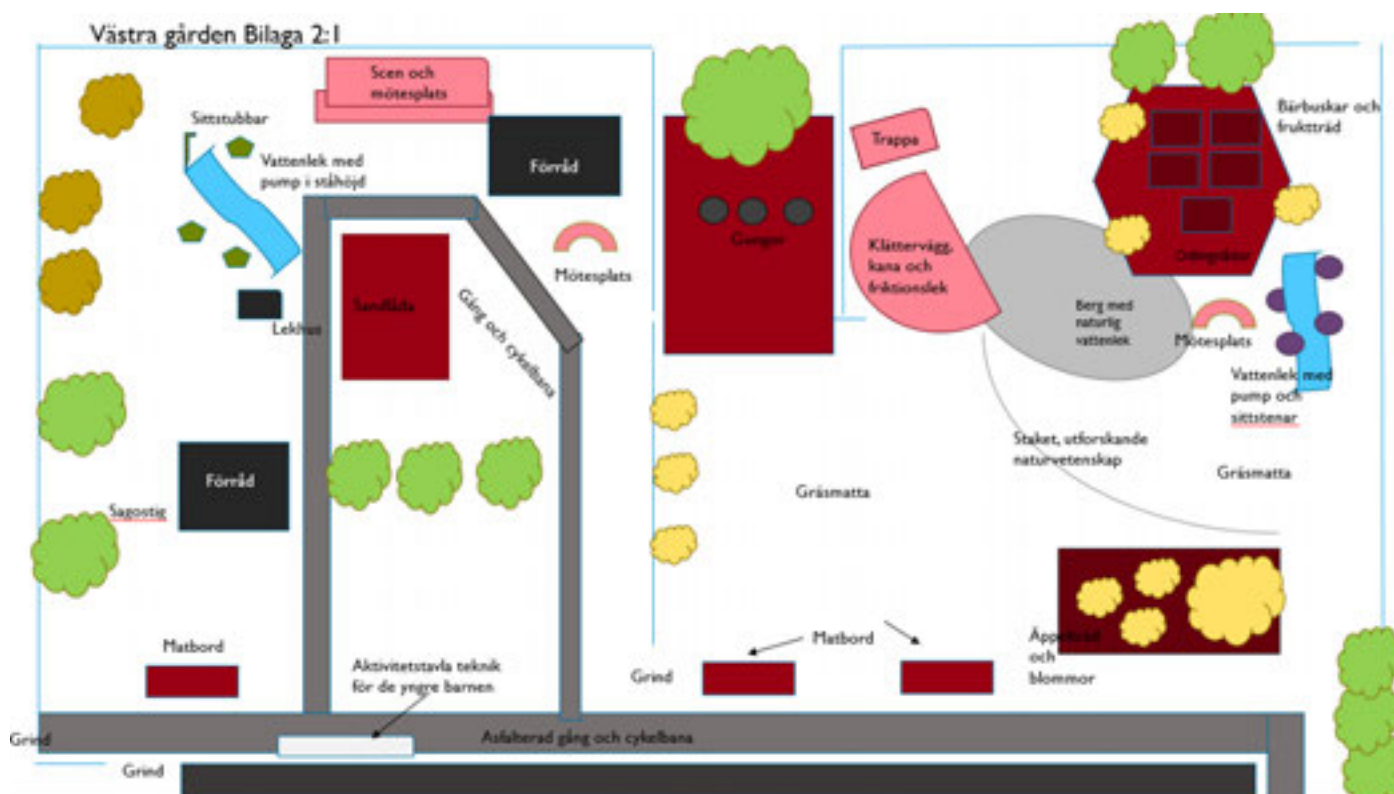 Västra gården Bilaga 2:1
Scen och
mötesplats
Sittstubbar
Vattenlek med
pump i ståhöjd
Förråd
Mötesplats
Lekhus
Sandlåda
Gång och cykelbana
Gungor
Trappa
Klättervägg,
kana och
friktionslek
Bärbuskar och
fruktträd
Berg med
naturlig
vattenlek
Mötesplats
Vattenlek med
pump och
sittstenar
Staket, utforskande
naturvetenskap
Gräsmatta
Gräsmatta
Förråd
Sagostig
Matbord
Aktivitetstavla teknik
för de yngre barnen
Grind
Matbord
Äppelträd
och
blommor
Grind
Asfalterad gång och cykelbana
Grind